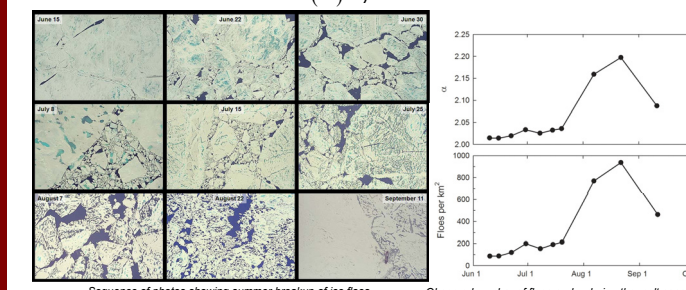 June 15
June 22
June 30
July 8
July 15
July 25
August 7
August 22
September 11
2.25
2.20
2.15
2.10
2.05
2.00
α
1000
800
600
400
200
0
Floes per km²
Jun 1
Jul 1
Aug 1
Sep 1
Sequence of photos showing summer breakup of ice floes